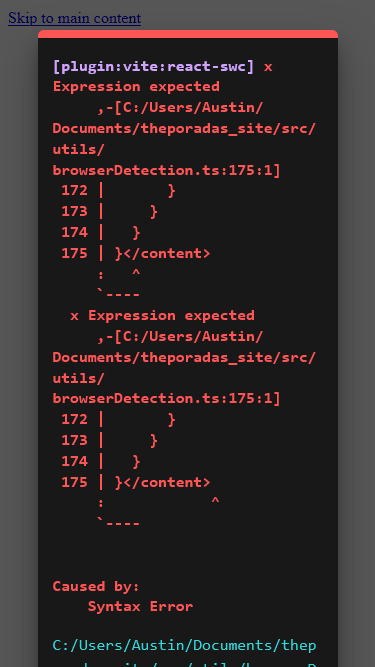 Skip to main content
[plugin:vite:react-swc] x
Expression expected
,-[C:/Users/Austin/
Documents/theporadas_site/src/
utils/
browserDetection.ts:175:1]
172 |       }
173 |     }
174 |   }
175 | }</content>
:   ^
`----
x Expression expected
,-[C:/Users/Austin/
Documents/theporadas_site/src/
utils/
browserDetection.ts:175:1]
172 |       }
173 |     }
174 |   }
175 | }</content>
:            ^
`----
Caused by:
Syntax Error
C:/Users/Austin/Documents/thep